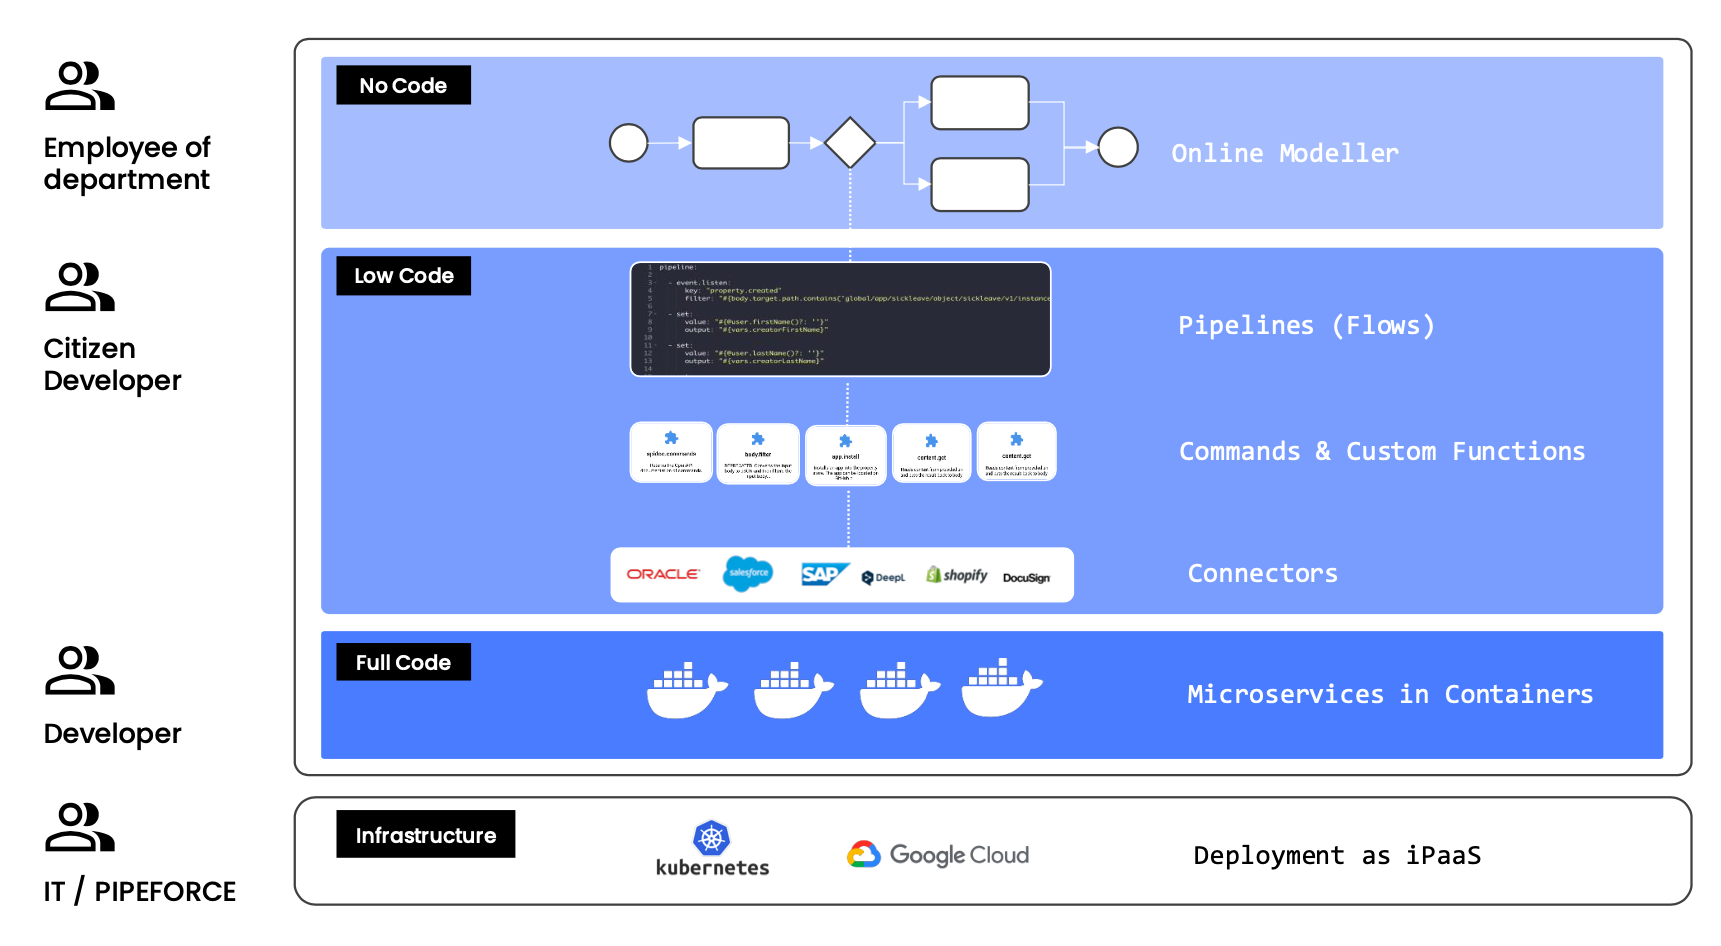 No Code
Employee of
department
Online Modeller
Low Code
Citizen
Developer
1 pipeline:
2
3 - event.listen:
4 key: "property.created"
5 filter: "#{body.target.path.contains('global/app/sickleave/object/sickleave/v1/instance
6
7 - set:
8 value: "#{@user.firstName()?: ''}"
9 output: "#{vars.creatorFirstName}"
10
11 - set:
12 value: "#{@user.lastName()?: ''}"
13 output: "#{vars.creatorLastName}"
14
Pipelines (Flows)
apidoc.commands
body.filter
app.install
content.get
content.get
Commands & Custom Functions
ORACLE
salesforce
SAP
DeepL
shopify
DocuSign
Connectors
Full Code
Developer
Microservices in Containers
Infrastructure
kubernetes
Google Cloud
Deployment as iPaaS
IT / PIPEFORCE